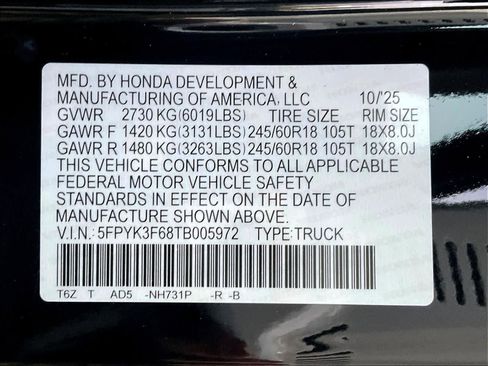 MFD. BY HONDA DEVELOPMENT &
MANUFACTURING OF AMERICA, LLC 10/'25
GVWR 2730 KG(6019LBS) TIRE SIZE RIM SIZE
GAWR F 1420 KG(3131LBS) 245/60R18 105T 18X8.0J
GAWR R 1480 KG(3263LBS) 245/60R18 105T 18X8.0J
THIS VEHICLE CONFORMS TO ALL APPLICABLE
FEDERAL MOTOR VEHICLE SAFETY
STANDARDS IN EFFECT ON THE DATE OF
MANUFACTURE SHOWN ABOVE.
V.I.N.: 5FPYK3F68TB005972 TYPE:TRUCK
T6Z T AD5 -NH731P -R -B